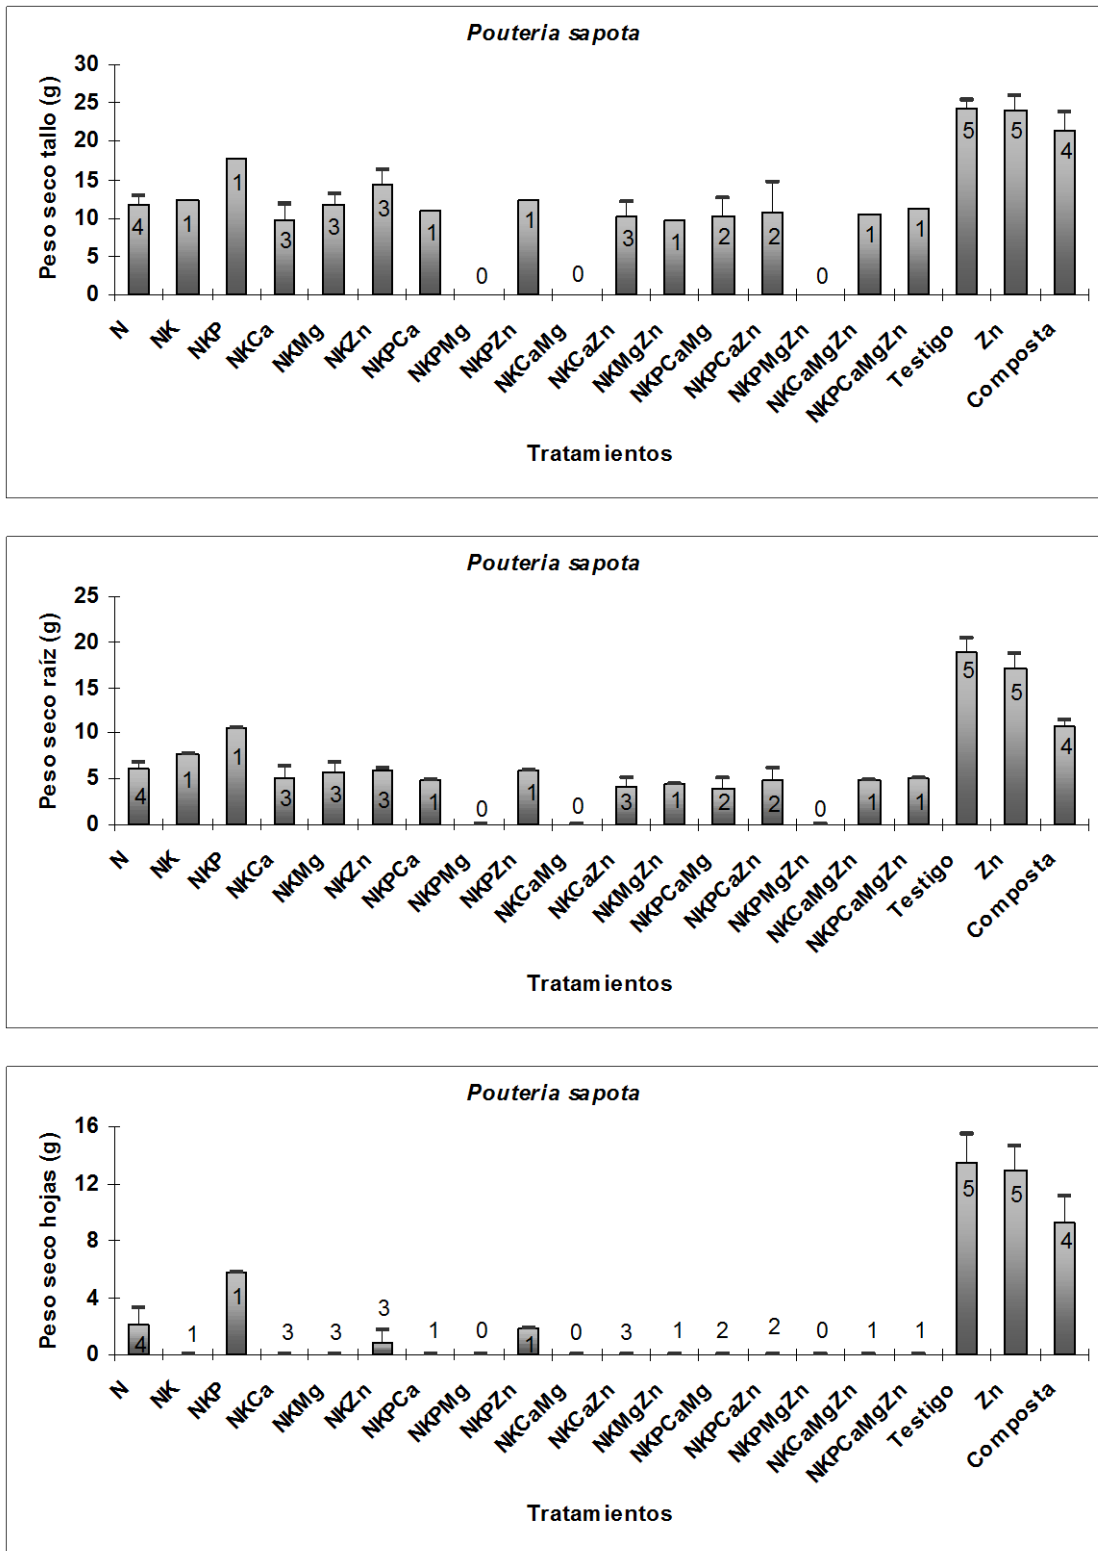 Pouteria sapota
Peso seco tallo (g)
30
25
20
15
10
5
0
4
1
1
3
3
3
1
0
1
0
3
1
2
2
0
1
1
5
5
4
N
NK
NKP
NKCa
NKMg
NKZn
NKPCa
NKPMg
NKPZn
NKCaMg
NKCaZn
NKMgZn
NKPCaMg
NKPCaZn
NKPMgZn
NKCaMgZn
NKPCaMgZn
Testigo
Zn
Composta
Tratamientos
Pouteria sapota
Peso seco raíz (g)
25
20
15
10
5
0
4
1
1
3
3
3
1
0
1
0
3
1
2
2
0
1
1
5
5
4
N
NK
NKP
NKCa
NKMg
NKZn
NKPCa
NKPMg
NKPZn
NKCaMg
NKCaZn
NKMgZn
NKPCaMg
NKPCaZn
NKPMgZn
NKCaMgZn
NKPCaMgZn
Testigo
Zn
Composta
Tratamientos
Pouteria sapota
Peso seco hojas (g)
16
12
8
4
0
4
1
1
3
3
3
1
0
1
0
3
1
2
2
0
1
1
5
5
4
N
NK
NKP
NKCa
NKMg
NKZn
NKPCa
NKPMg
NKPZn
NKCaMg
NKCaZn
NKMgZn
NKPCaMg
NKPCaZn
NKPMgZn
NKCaMgZn
NKPCaMgZn
Testigo
Zn
Composta
Tratamientos